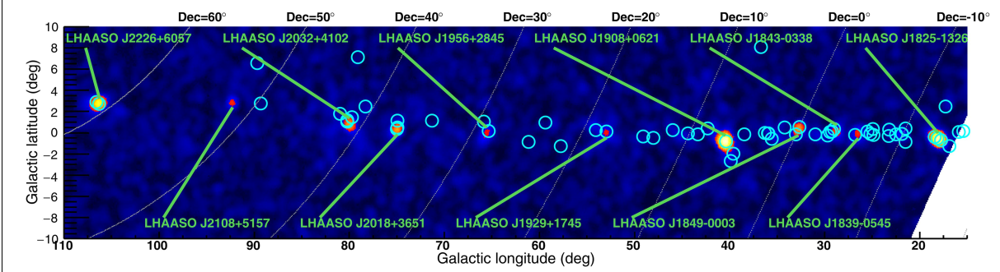 Dec=60° Dec=50° Dec=40° Dec=30° Dec=20° Dec=10° Dec=0° Dec=-10°
10
LHAASO J2226+6057 LHAASO J2032+4102 LHAASO J1956+2845 LHAASO J1908+0621 LHAASO J1843-0338 LHAASO J1825-1326
8
6
4
2
0
−2
−4
−6
−8
LHAASO J2108+5157 LHAASO J2018+3651 LHAASO J1929+1745 LHAASO J1849-0003 LHAASO J1839-0545
−10
Galactic latitude (deg)
110 100 90 80 70 60 50 40 30 20
Galactic longitude (deg)